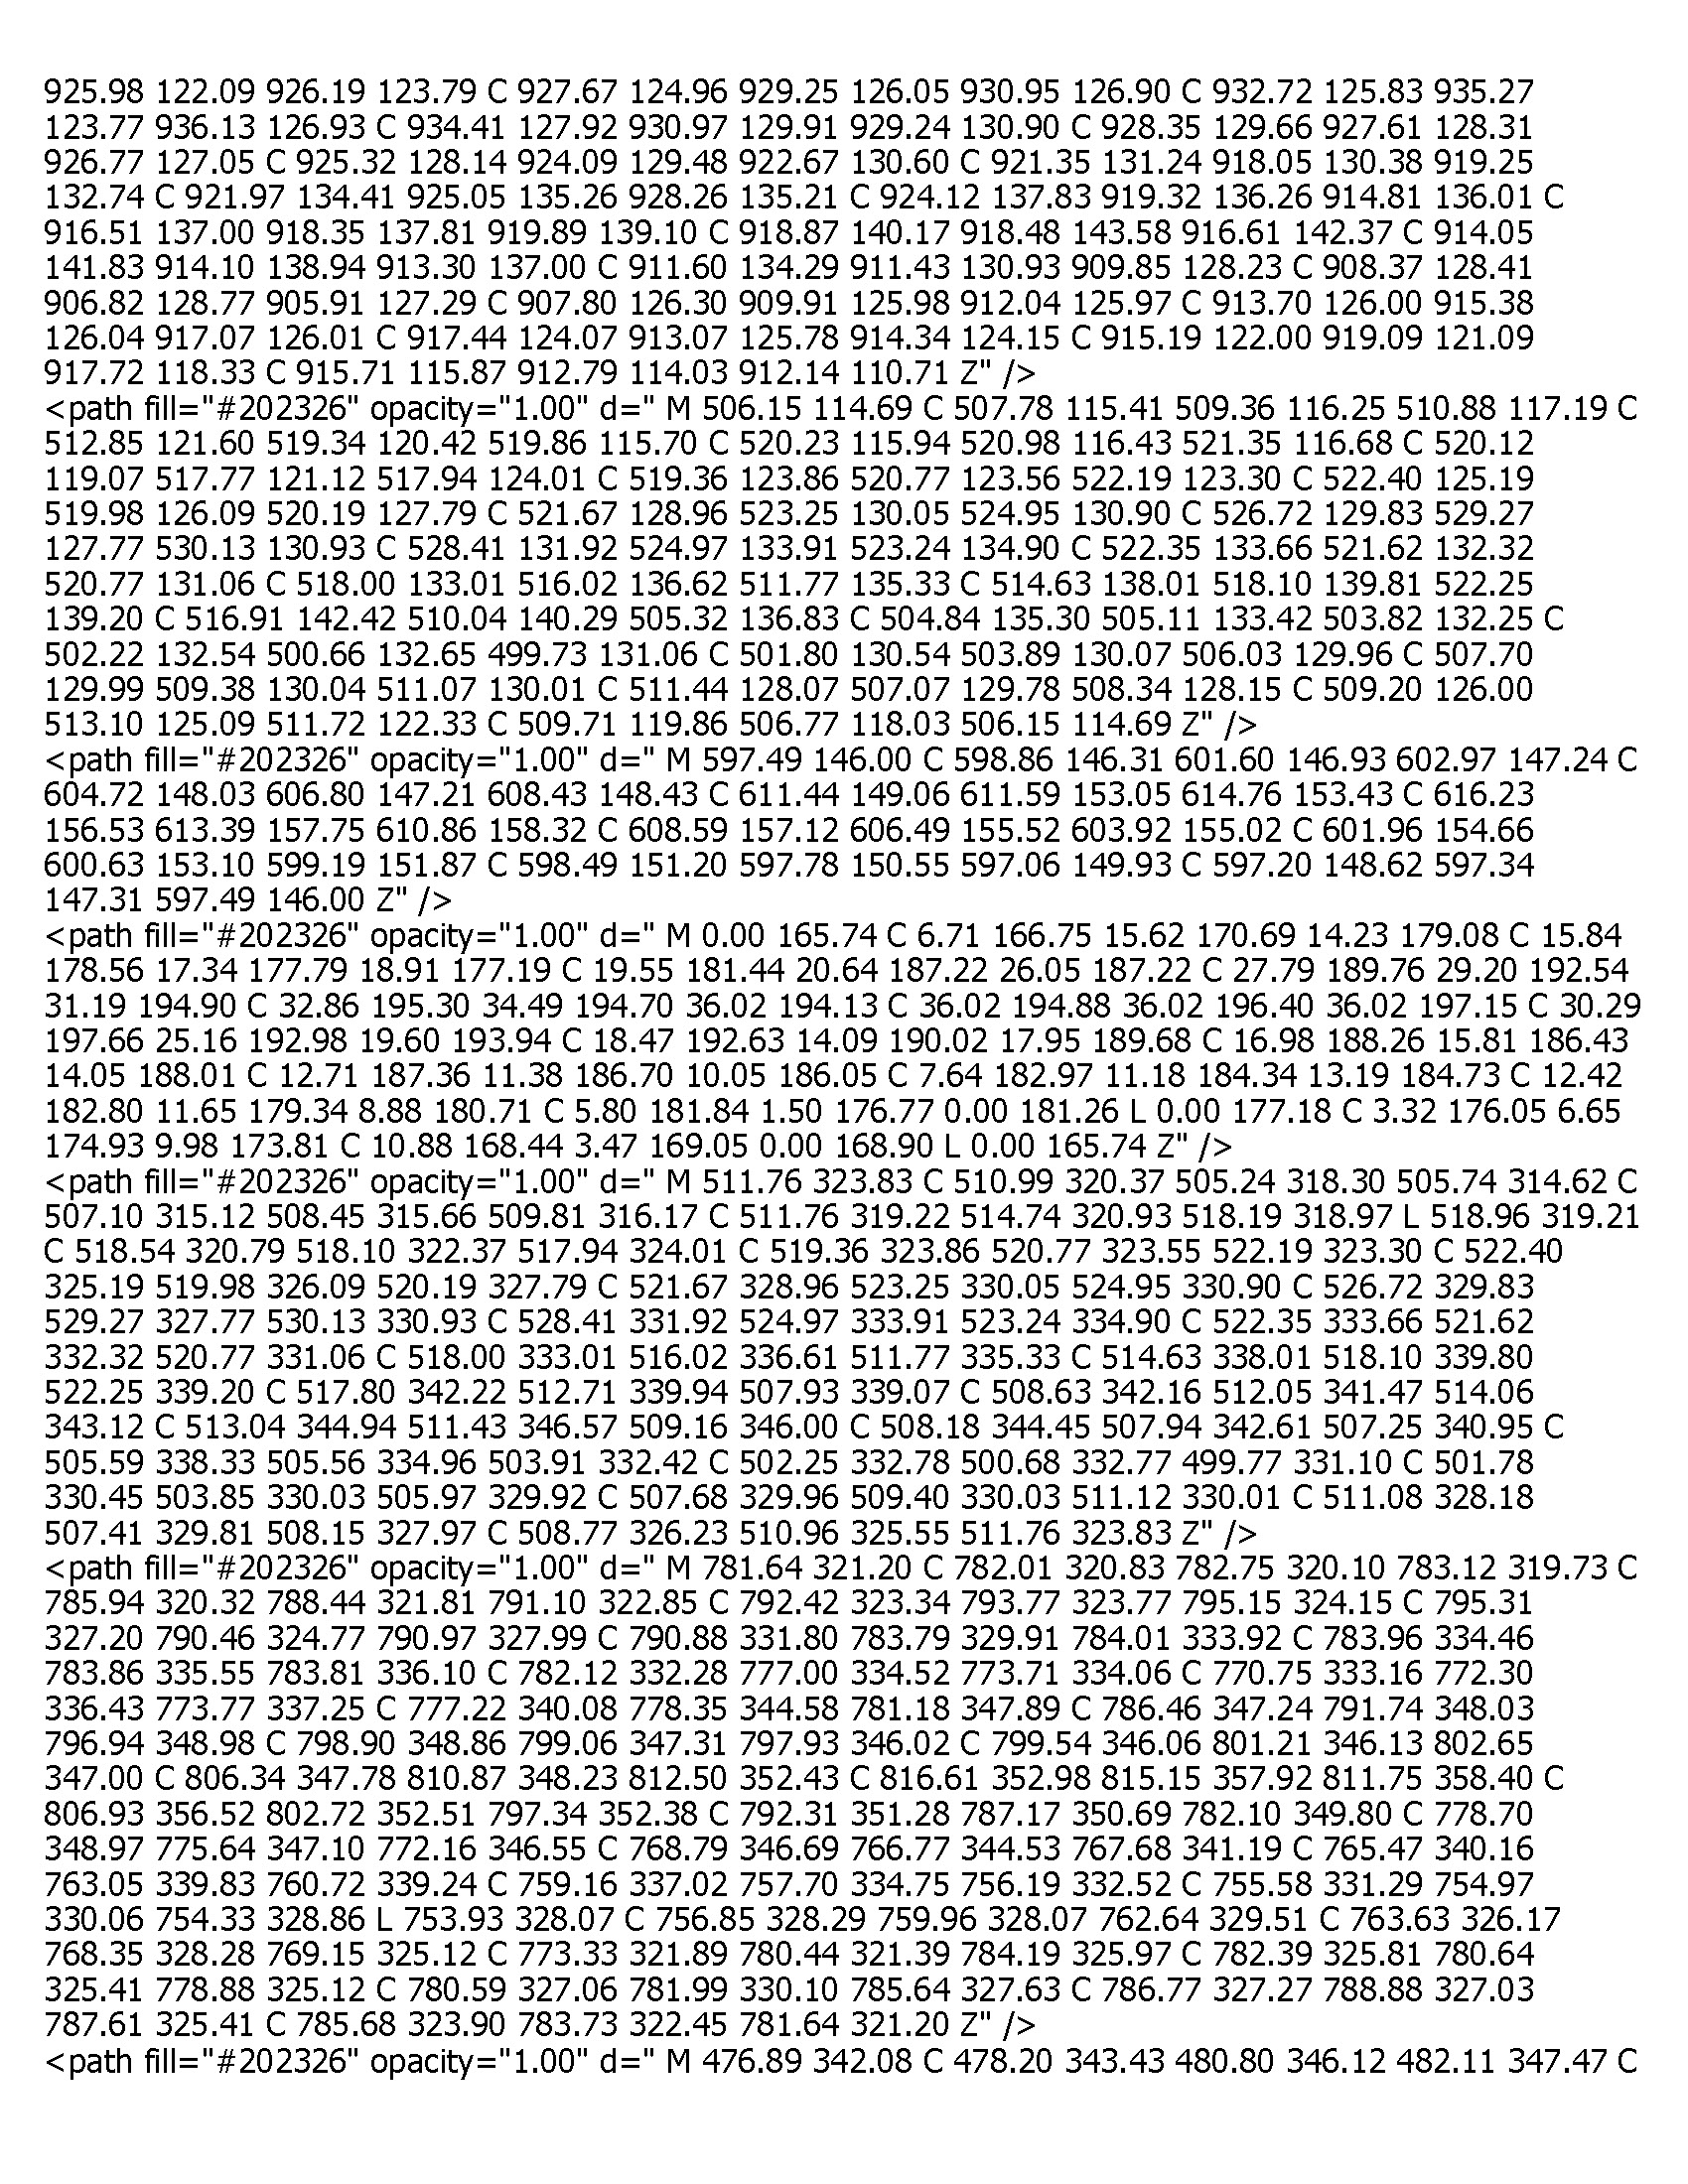 925.98 122.09 926.19 123.79 C 927.67 124.96 929.25 126.05 930.95 126.90 C 932.72 125.83 935.27
123.77 936.13 126.93 C 934.41 127.92 930.97 129.91 929.24 130.90 C 928.35 129.66 927.61 128.31
926.77 127.05 C 925.32 128.14 924.09 129.48 922.67 130.60 C 921.35 131.24 918.05 130.38 919.25
132.74 C 921.97 134.41 925.05 135.26 928.26 135.21 C 924.12 137.83 919.32 136.26 914.81 136.01 C
916.51 137.00 918.35 137.81 919.89 139.10 C 918.87 140.17 918.48 143.58 916.61 142.37 C 914.05
141.83 914.10 138.94 913.30 137.00 C 911.60 134.29 911.43 130.93 909.85 128.23 C 908.37 128.41
906.82 128.77 905.91 127.29 C 907.80 126.30 909.91 125.98 912.04 125.97 C 913.70 126.00 915.38
126.04 917.07 126.01 C 917.44 124.07 913.07 125.78 914.34 124.15 C 915.19 122.00 919.09 121.09
917.72 118.33 C 915.71 115.87 912.79 114.03 912.14 110.71 Z" />
<path fill="#202326" opacity="1.00" d=" M 506.15 114.69 C 507.78 115.41 509.36 116.25 510.88 117.19 C
512.85 121.60 519.34 120.42 519.86 115.70 C 520.23 115.94 520.98 116.43 521.35 116.68 C 520.12
119.07 517.77 121.12 517.94 124.01 C 519.36 123.86 520.77 123.56 522.19 123.30 C 522.40 125.19
519.98 126.09 520.19 127.79 C 521.67 128.96 523.25 130.05 524.95 130.90 C 526.72 129.83 529.27
127.77 530.13 130.93 C 528.41 131.92 524.97 133.91 523.24 134.90 C 522.35 133.66 521.62 132.32
520.77 131.06 C 518.00 133.01 516.02 136.62 511.77 135.33 C 514.63 138.01 518.10 139.81 522.25
139.20 C 516.91 142.42 510.04 140.29 505.32 136.83 C 504.84 135.30 505.11 133.42 503.82 132.25 C
502.22 132.54 500.66 132.65 499.73 131.06 C 501.80 130.54 503.89 130.07 506.03 129.96 C 507.70
129.99 509.38 130.04 511.07 130.01 C 511.44 128.07 507.07 129.78 508.34 128.15 C 509.20 126.00
513.10 125.09 511.72 122.33 C 509.71 119.86 506.77 118.03 506.15 114.69 Z" />
<path fill="#202326" opacity="1.00" d=" M 597.49 146.00 C 598.86 146.31 601.60 146.93 602.97 147.24 C
604.72 148.03 606.80 147.21 608.43 148.43 C 611.44 149.06 611.59 153.05 614.76 153.43 C 616.23
156.53 613.39 157.75 610.86 158.32 C 608.59 157.12 606.49 155.52 603.92 155.02 C 601.96 154.66
600.63 153.10 599.19 151.87 C 598.49 151.20 597.78 150.55 597.06 149.93 C 597.20 148.62 597.34
147.31 597.49 146.00 Z" />
<path fill="#202326" opacity="1.00" d=" M 0.00 165.74 C 6.71 166.75 15.62 170.69 14.23 179.08 C 15.84
178.56 17.34 177.79 18.91 177.19 C 19.55 181.44 20.64 187.22 26.05 187.22 C 27.79 189.76 29.20 192.54
31.19 194.90 C 32.86 195.30 34.49 194.70 36.02 194.13 C 36.02 194.88 36.02 196.40 36.02 197.15 C 30.29
197.66 25.16 192.98 19.60 193.94 C 18.47 192.63 14.09 190.02 17.95 189.68 C 16.98 188.26 15.81 186.43
14.05 188.01 C 12.71 187.36 11.38 186.70 10.05 186.05 C 7.64 182.97 11.18 184.34 13.19 184.73 C 12.42
182.80 11.65 179.34 8.88 180.71 C 5.80 181.84 1.50 176.77 0.00 181.26 L 0.00 177.18 C 3.32 176.05 6.65
174.93 9.98 173.81 C 10.88 168.44 3.47 169.05 0.00 168.90 L 0.00 165.74 Z" />
<path fill="#202326" opacity="1.00" d=" M 511.76 323.83 C 510.99 320.37 505.24 318.30 505.74 314.62 C
507.10 315.12 508.45 315.66 509.81 316.17 C 511.76 319.22 514.74 320.93 518.19 318.97 L 518.96 319.21
C 518.54 320.79 518.10 322.37 517.94 324.01 C 519.36 323.86 520.77 323.55 522.19 323.30 C 522.40
325.19 519.98 326.09 520.19 327.79 C 521.67 328.96 523.25 330.05 524.95 330.90 C 526.72 329.83
529.27 327.77 530.13 330.93 C 528.41 331.92 524.97 333.91 523.24 334.90 C 522.35 333.66 521.62
332.32 520.77 331.06 C 518.00 333.01 516.02 336.61 511.77 335.33 C 514.63 338.01 518.10 339.80
522.25 339.20 C 517.80 342.22 512.71 339.94 507.93 339.07 C 508.63 342.16 512.05 341.47 514.06
343.12 C 513.04 344.94 511.43 346.57 509.16 346.00 C 508.18 344.45 507.94 342.61 507.25 340.95 C
505.59 338.33 505.56 334.96 503.91 332.42 C 502.25 332.78 500.68 332.77 499.77 331.10 C 501.78
330.45 503.85 330.03 505.97 329.92 C 507.68 329.96 509.40 330.03 511.12 330.01 C 511.08 328.18
507.41 329.81 508.15 327.97 C 508.77 326.23 510.96 325.55 511.76 323.83 Z" />
<path fill="#202326" opacity="1.00" d=" M 781.64 321.20 C 782.01 320.83 782.75 320.10 783.12 319.73 C
785.94 320.32 788.44 321.81 791.10 322.85 C 792.42 323.34 793.77 323.77 795.15 324.15 C 795.31
327.20 790.46 324.77 790.97 327.99 C 790.88 331.80 783.79 329.91 784.01 333.92 C 783.96 334.46
783.86 335.55 783.81 336.10 C 782.12 332.28 777.00 334.52 773.71 334.06 C 770.75 333.16 772.30
336.43 773.77 337.25 C 777.22 340.08 778.35 344.58 781.18 347.89 C 786.46 347.24 791.74 348.03
796.94 348.98 C 798.90 348.86 799.06 347.31 797.93 346.02 C 799.54 346.06 801.21 346.13 802.65
347.00 C 806.34 347.78 810.87 348.23 812.50 352.43 C 816.61 352.98 815.15 357.92 811.75 358.40 C
806.93 356.52 802.72 352.51 797.34 352.38 C 792.31 351.28 787.17 350.69 782.10 349.80 C 778.70
348.97 775.64 347.10 772.16 346.55 C 768.79 346.69 766.77 344.53 767.68 341.19 C 765.47 340.16
763.05 339.83 760.72 339.24 C 759.16 337.02 757.70 334.75 756.19 332.52 C 755.58 331.29 754.97
330.06 754.33 328.86 L 753.93 328.07 C 756.85 328.29 759.96 328.07 762.64 329.51 C 763.63 326.17
768.35 328.28 769.15 325.12 C 773.33 321.89 780.44 321.39 784.19 325.97 C 782.39 325.81 780.64
325.41 778.88 325.12 C 780.59 327.06 781.99 330.10 785.64 327.63 C 786.77 327.27 788.88 327.03
787.61 325.41 C 785.68 323.90 783.73 322.45 781.64 321.20 Z" />
<path fill="#202326" opacity="1.00" d=" M 476.89 342.08 C 478.20 343.43 480.80 346.12 482.11 347.47 C